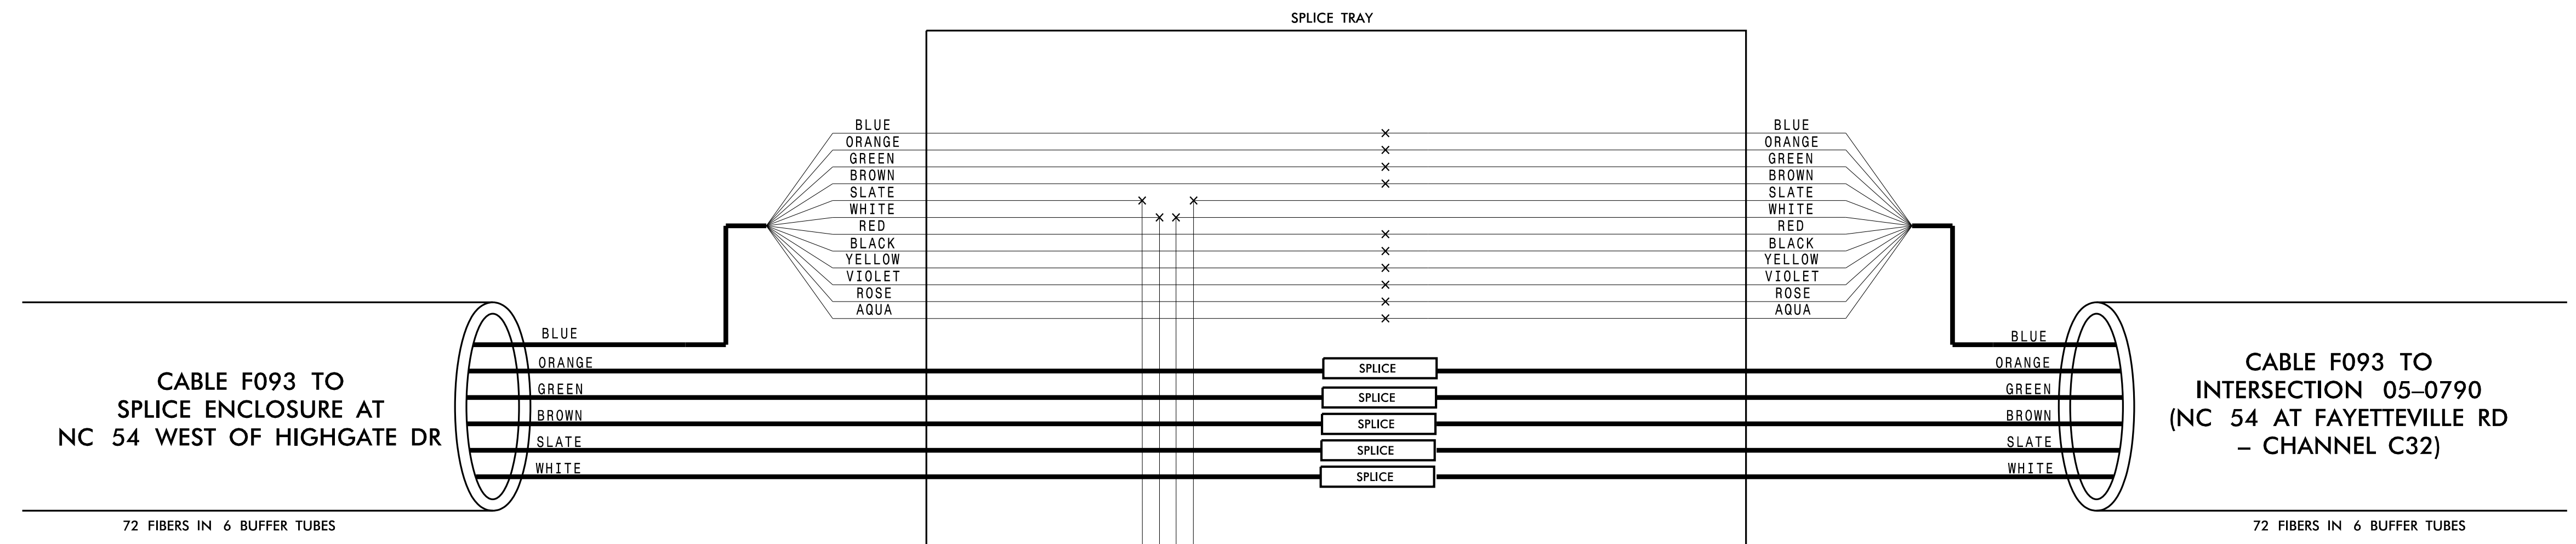 SPLICE TRAY
BLUE
ORANGE
GREEN
BROWN
SLATE
WHITE
RED
BLACK
YELLOW
VIOLET
ROSE
AQUA
BLUE
ORANGE
GREEN
BROWN
SLATE
WHITE
RED
BLACK
YELLOW
VIOLET
ROSE
AQUA
CABLE F093 TO
SPLICE ENCLOSURE AT
NC 54 WEST OF HIGHGATE DR
72 FIBERS IN 6 BUFFER TUBES
BLUE
ORANGE
GREEN
BROWN
SLATE
WHITE
SPLICE
SPLICE
SPLICE
SPLICE
SPLICE
BLUE
ORANGE
GREEN
BROWN
SLATE
WHITE
CABLE F093 TO
INTERSECTION 05–0790
(NC 54 AT FAYETTEVILLE RD
– CHANNEL C32)
72 FIBERS IN 6 BUFFER TUBES